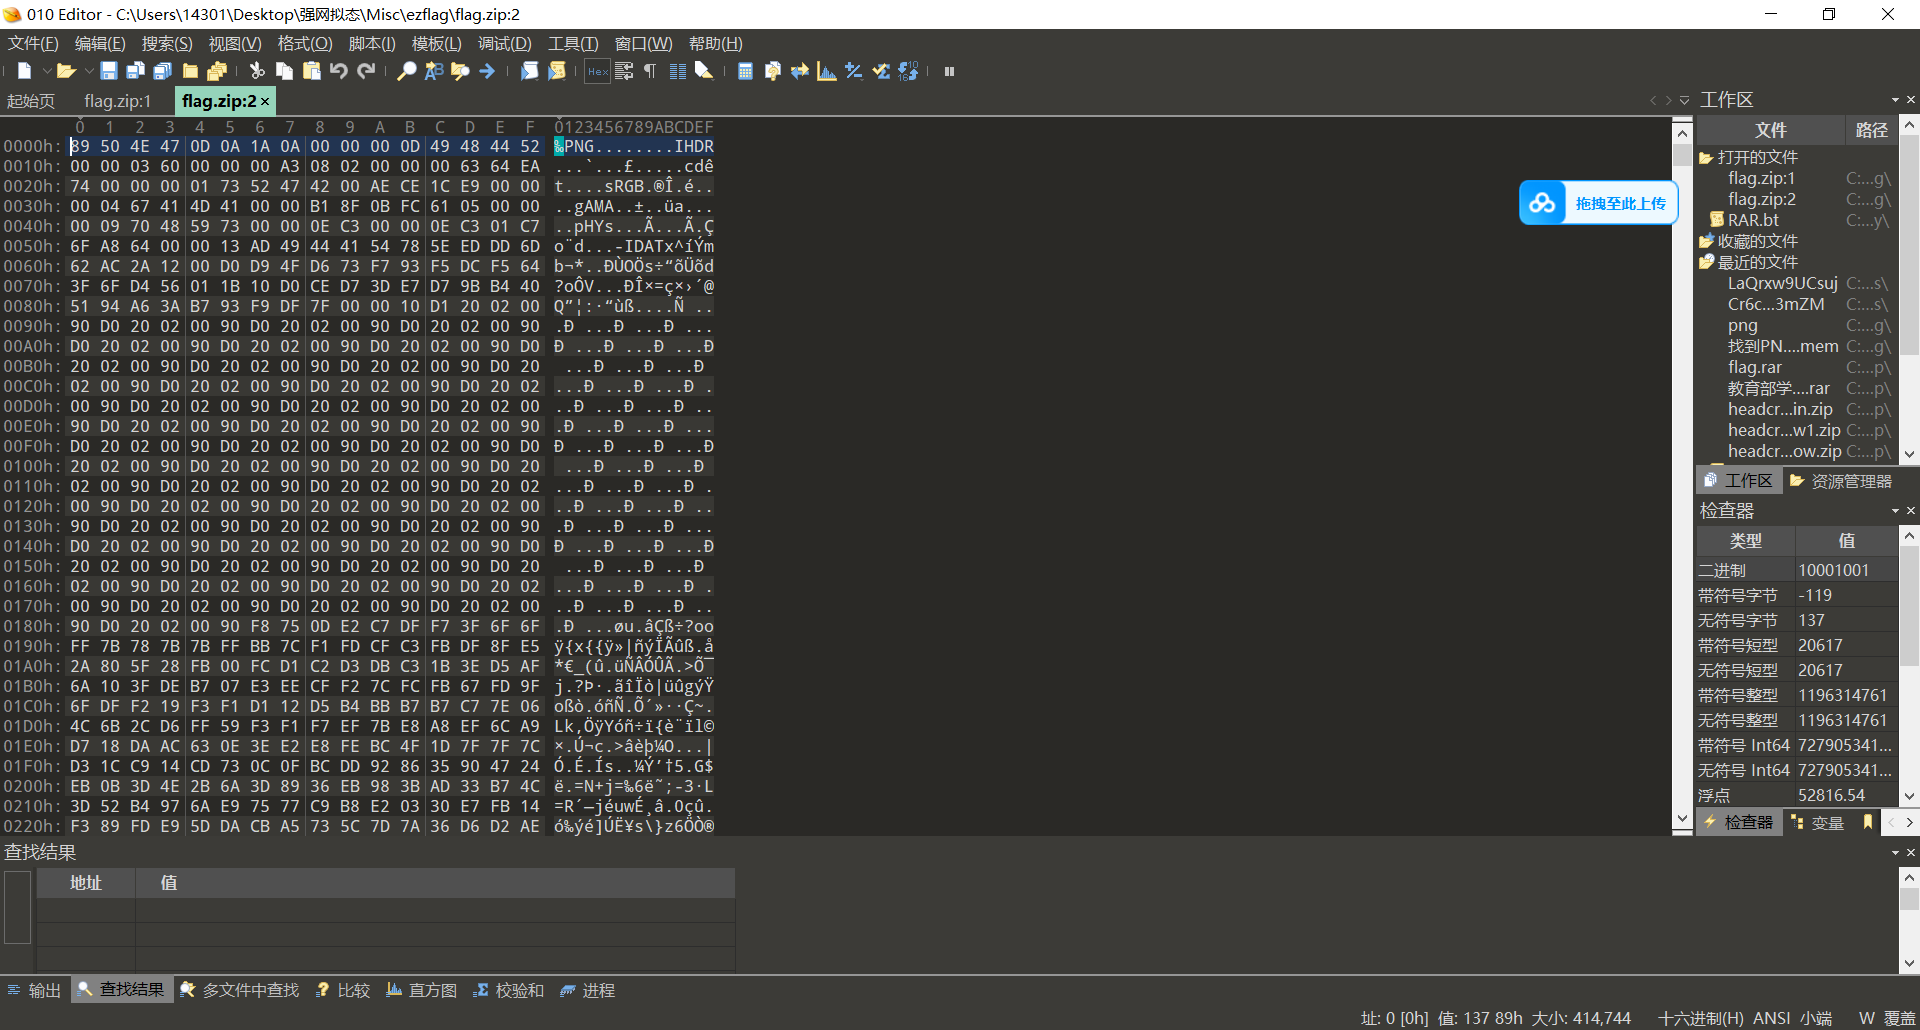 010 Editor - C:\Users\14301\Desktop\强网拟态\Misc\ezflag\flag.zip:2
文件(F) 编辑(E) 搜索(S) 视图(V) 格式(O) 脚本(I) 模板(L) 调试(D) 工具(T) 窗口(W) 帮助(H)
起始页 flag.zip:1 flag.zip:2
0 1 2 3 4 5 6 7 8 9 A B C D E F 0123456789ABCDEF
0000h: 89 50 4E 47 0D 0A 1A 0A 00 00 00 0D 49 48 44 52 ‰PNG........IHDR
0010h: 00 00 03 60 00 00 00 A3 08 02 00 00 00 63 64 EA ...`...£.....cdê
0020h: 74 00 00 00 01 73 52 47 42 00 AE CE 1C E9 00 00 t....sRGB.®Î.é..
0030h: 00 04 67 41 4D 41 00 00 B1 8F 0B FC 61 05 00 00 ..gAMA..±..üa...
0040h: 00 09 70 48 59 73 00 00 0E C3 00 00 0E C3 01 C7 ..pHYs...Ã...Ã.Ç
0050h: 6F A8 64 00 00 13 AD 49 44 41 54 78 5E ED DD 6D o¨d...-IDATx^íÝm
0060h: 62 AC 2A 12 00 D0 D9 4F D6 73 F7 93 F5 DC F5 64 b¬*..ÐÙOÖs÷“õÜõd
0070h: 3F 6F D4 56 01 1B 10 D0 CE D7 3D E7 D7 9B B4 40 ?oÔV...ÐÎ×=ç×›´@
0080h: 51 94 A6 3A B7 93 F9 DF 7F 00 00 10 D1 20 02 00 Q”¦:·“ùß....Ñ ..
0090h: 90 D0 20 02 00 90 D0 20 02 00 90 D0 20 02 00 90 .Ð ...Ð ...Ð ...
00A0h: D0 20 02 00 90 D0 20 02 00 90 D0 20 02 00 90 D0 Ð ...Ð ...Ð ...Ð
00B0h: 20 02 00 90 D0 20 02 00 90 D0 20 02 00 90 D0 20 ...Ð ...Ð ...Ð
00C0h: 02 00 90 D0 20 02 00 90 D0 20 02 00 90 D0 20 02 ...Ð ...Ð ...Ð .
00D0h: 00 90 D0 20 02 00 90 D0 20 02 00 90 D0 20 02 00 ..Ð ...Ð ...Ð ..
00E0h: 90 D0 20 02 00 90 D0 20 02 00 90 D0 20 02 00 90 .Ð ...Ð ...Ð ...
00F0h: D0 20 02 00 90 D0 20 02 00 90 D0 20 02 00 90 D0 Ð ...Ð ...Ð ...Ð
0100h: 20 02 00 90 D0 20 02 00 90 D0 20 02 00 90 D0 20 ...Ð ...Ð ...Ð
0110h: 02 00 90 D0 20 02 00 90 D0 20 02 00 90 D0 20 02 ...Ð ...Ð ...Ð .
0120h: 00 90 D0 20 02 00 90 D0 20 02 00 90 D0 20 02 00 ..Ð ...Ð ...Ð ..
0130h: 90 D0 20 02 00 90 D0 20 02 00 90 D0 20 02 00 90 .Ð ...Ð ...Ð ...
0140h: D0 20 02 00 90 D0 20 02 00 90 D0 20 02 00 90 D0 Ð ...Ð ...Ð ...Ð
0150h: 20 02 00 90 D0 20 02 00 90 D0 20 02 00 90 D0 20 ...Ð ...Ð ...Ð
0160h: 02 00 90 D0 20 02 00 90 D0 20 02 00 90 D0 20 02 ...Ð ...Ð ...Ð .
0170h: 00 90 D0 20 02 00 90 D0 20 02 00 90 D0 20 02 00 ..Ð ...Ð ...Ð ..
0180h: 90 D0 20 02 00 90 F8 75 0D E2 C7 DF F7 3F 6F 6F .Ð ...øu.âÇß÷?oo
0190h: FF 7B 78 7B 7B FF BB 7C F1 FD CF C3 FB DF 8F E5 ÿ{x{{ÿ»|ñýÏÃûß.å
01A0h: 2A 80 5F 28 FB 00 FC D1 C2 D3 DB C3 1B 3E D5 AF *€_(û.üÑÂÓÛÃ.>Õ¯
01B0h: 6A 10 3F DE B7 07 E3 EE CF F2 7C FC FB 67 FD 9F j.?Þ·.ãîÏò|üûgýŸ
01C0h: 6F DF F2 19 F3 F1 D1 12 D5 B4 BB B7 B7 C7 7E 06 oßò.óñÑ.Õ´»··Ç~.
01D0h: 4C 6B 2C D6 FF 59 F3 F1 F7 EF 7B E8 A8 EF 6C A9 Lk,ÖÿYóñ÷ï{è¨ïl©
01E0h: D7 18 DA AC 63 0E 3E E2 E8 FE BC 4F 1D 7F 7F 7C ×.Ú¬c.>âèþ¼O...|
01F0h: D3 1C C9 14 CD 73 0C 0F BC DD 92 86 35 90 47 24 Ó.É.Ís..¼Ý’†5.G$
0200h: EB 0B 3D 4E 2B 6A 3D 89 36 EB 98 3B AD 33 B7 4C ë.=N+j=‰6ë˜;-3·L
0210h: 3D 52 B4 97 6A E9 75 77 C9 B8 E2 03 30 E7 FB 14 =R´—jéuwÉ¸â.0çû.
0220h: F3 89 FD E9 5D DA CB A5 73 5C 7D 7A 36 D6 D2 AE ó‰ýé]ÚË¥s\}z6ÖÒ®
拖拽至此上传
工作区
文件 路径
打开的文件
flag.zip:1 C:...g\
flag.zip:2 C:...g\
RAR.bt C:...y\
收藏的文件
最近的文件
LaQrxw9UCsuj C:...s\
Cr6c...3mZM C:...s\
png C:...g\
找到PN....mem C:...g\
flag.rar C:...p\
教育部学....rar C:...p\
headcr...in.zip C:...p\
headcr...w1.zip C:...p\
headcr...ow.zip C:...p\
工作区 资源管理器
检查器
类型 值
二进制 10001001
带符号字节 -119
无符号字节 137
带符号短型 20617
无符号短型 20617
带符号整型 1196314761
无符号整型 1196314761
带符号 Int64 727905341...
无符号 Int64 727905341...
浮点 52816.54
检查器 变量
查找结果
地址 值
输出 查找结果 多文件中查找 比较 直方图 校验和 进程
址: 0 [0h] 值: 137 89h 大小: 414,744 十六进制(H) ANSI 小端 W 覆盖